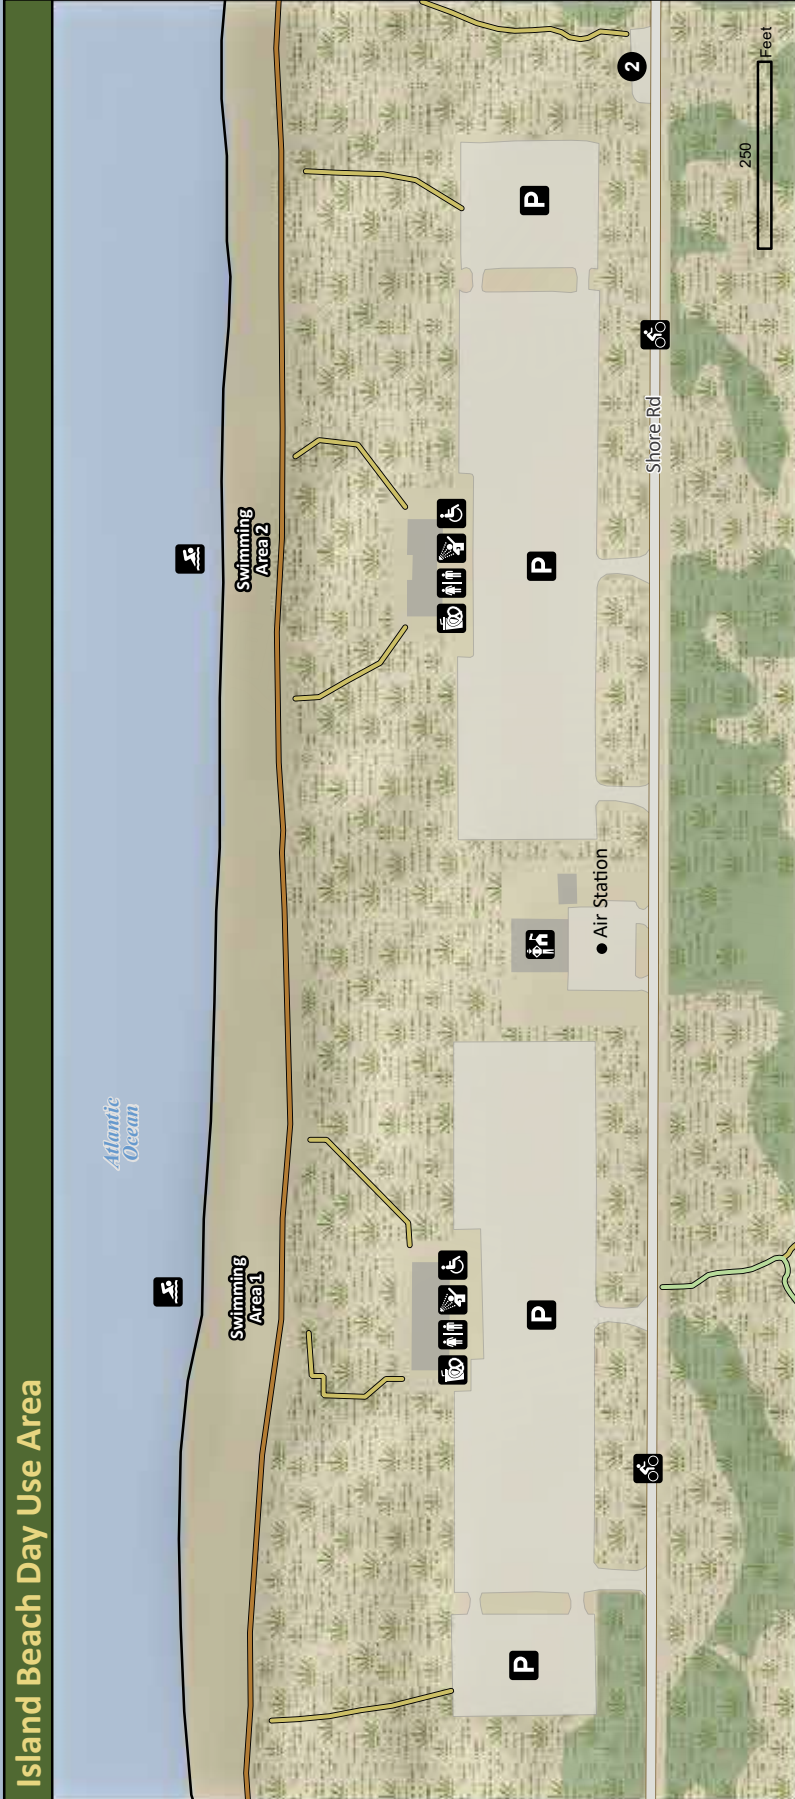 Island Beach Day Use Area
Atlantic
Ocean
Swimming
Area 1
Swimming
Area 2
P
P
P
P
Air Station
Shore Rd
2
250
Feet